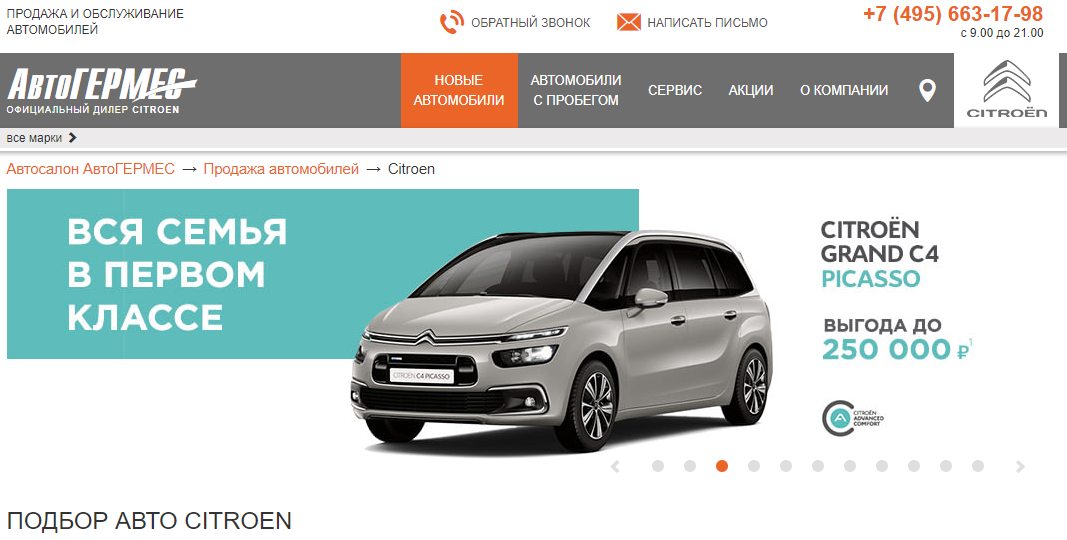 ПРОДАЖА И ОБСЛУЖИВАНИЕ
АВТОМОБИЛЕЙ
ОБРАТНЫЙ ЗВОНОК
НАПИСАТЬ ПИСЬМО
+7 (495) 663-17-98
с 9.00 до 21.00
АвтоГЕРМЕС
ОФИЦИАЛЬНЫЙ ДИЛЕР CITROEN
НОВЫЕ
АВТОМОБИЛИ
АВТОМОБИЛИ
С ПРОБЕГОМ
СЕРВИС
АКЦИИ
О КОМПАНИИ
CITROËN
все марки
Автосалон АвтоГЕРМЕС → Продажа автомобилей → Citroen
ВСЯ СЕМЬЯ
В ПЕРВОМ
КЛАССЕ
CITROËN C4 PICASSO
CITROËN
GRAND C4
PICASSO
ВЫГОДА ДО
250 000 ₽1
CITROËN
ADVANCED
COMFORT
ПОДБОР АВТО CITROEN